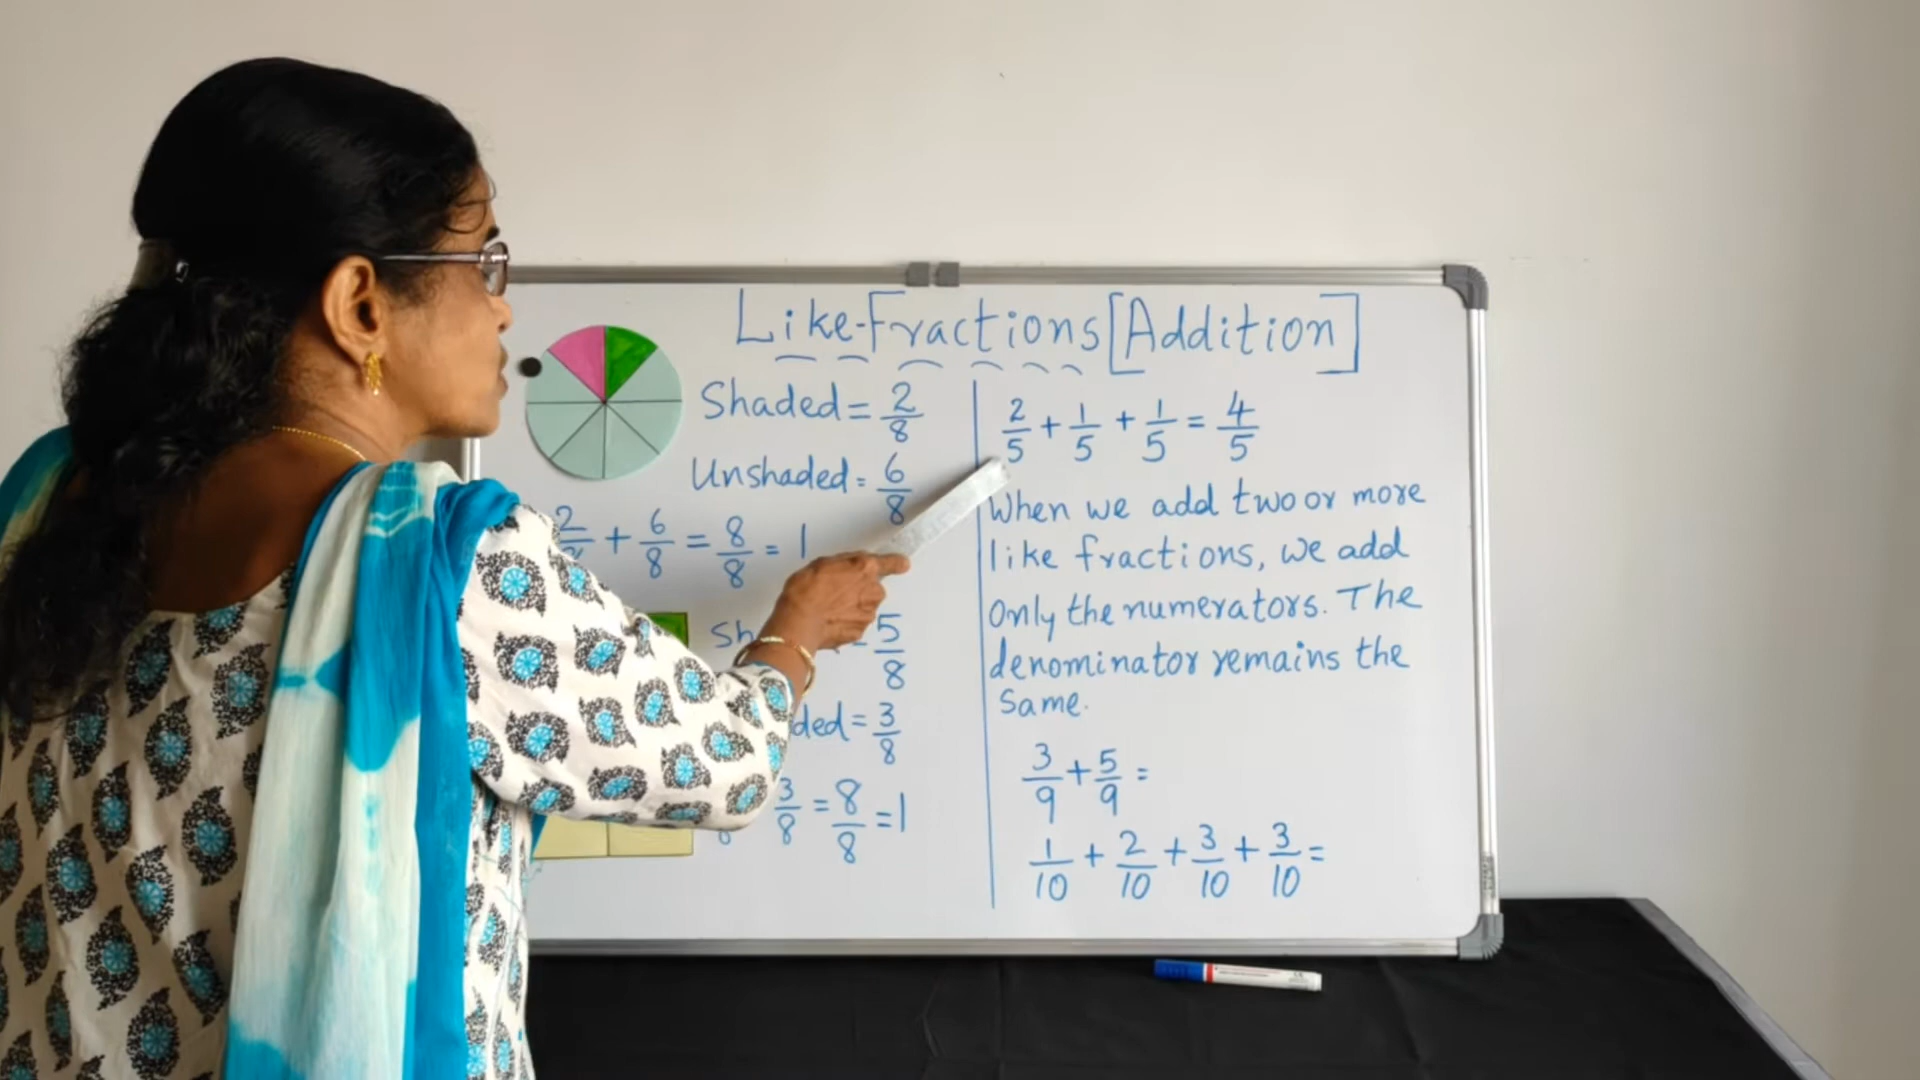 Like-Fractions [Addition]
Shaded = 2/8
Unshaded = 6/8
2/ + 6/8 = 8/8 = 1
= 5/8
= 3/8
3/8 = 8/8 = 1
2/5 + 1/5 + 1/5 = 4/5
When we add two or more
like fractions, we add
Only the numerators. The
denominator remains the
Same.
3/9 + 5/9 =
1/10 + 2/10 + 3/10 + 3/10 =